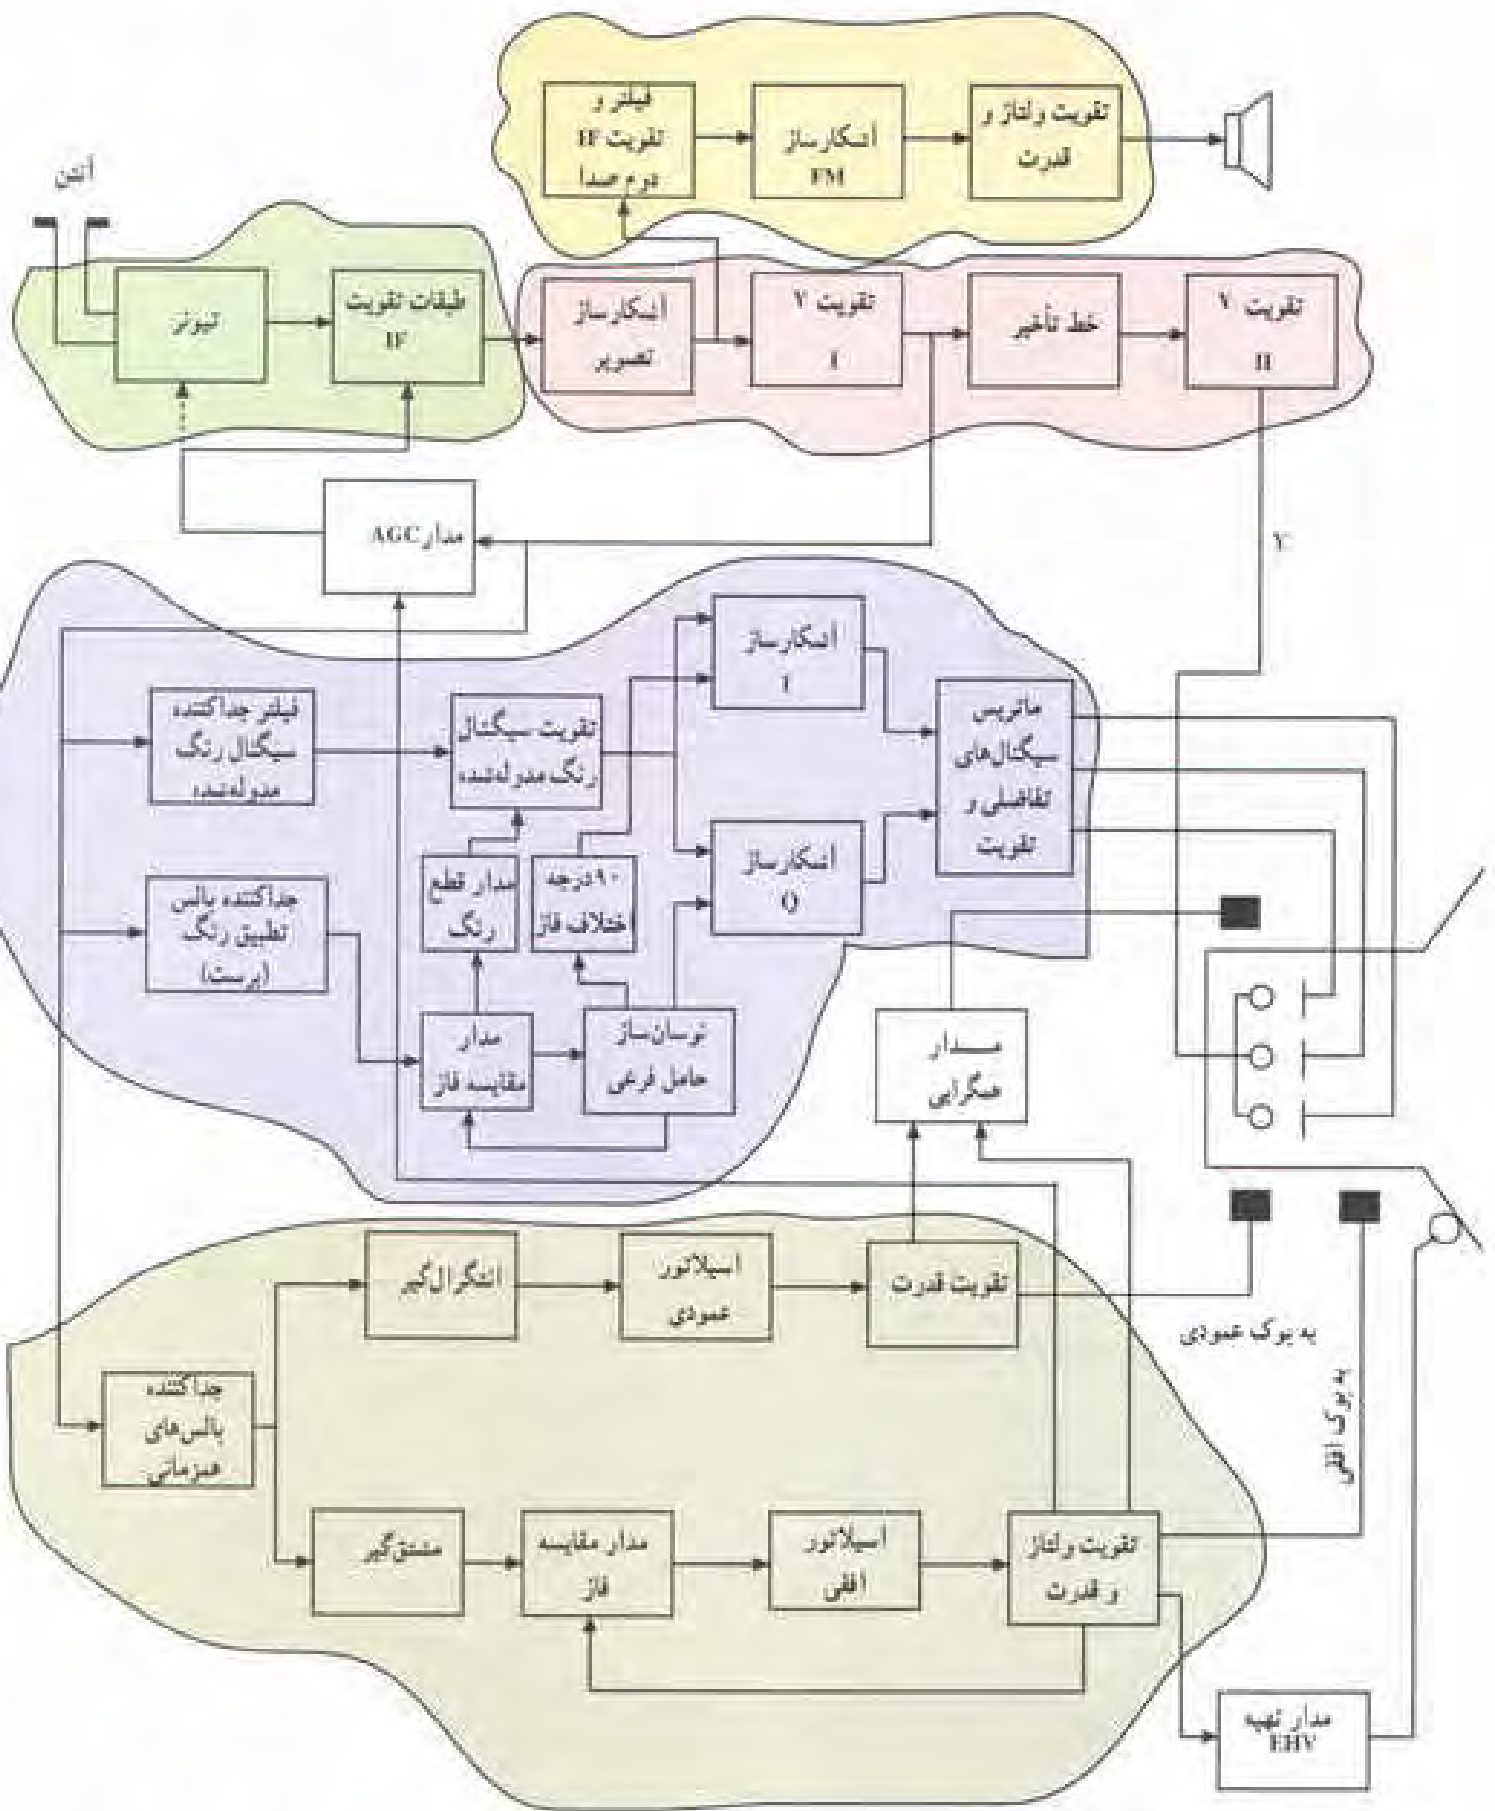 فیلتر و
تقویت IF
دوم صدا
آشکارساز
FM
تقویت ولتاژ و
قدرت
آنتن
تیونر
طبقات تقویت
IF
آشکارساز
تصویر
تقویت Y
I
خط تأخیر
تقویت Y
II
مدار AGC
Y
فیلتر جداکننده
سیگنال رنگ
مدوله‌شده
تقویت سیگنال
رنگ مدوله‌شده
آشکارساز
I
ماتریس
سیگنال‌های
تفاضلی و
تقویت
جداکننده پالس
تطبیق رنگ
(برست)
مدار قطع
رنگ
۹۰درجه
اختلاف فاز
آشکارساز
Q
مدار
مقایسه فاز
نوسان‌ساز
حامل فرعی
مــدار
همگرایی
انتگرال‌گیر
اسیلاتور
عمودی
تقویت قدرت
به یوک عمودی
به یوک افقی
جداکننده
پالس‌های
همزمانی
مشتق‌گیر
مدار مقایسه
فاز
اسیلاتور
افقی
تقویت ولتاژ
و قدرت
مدار تهیه
EHV